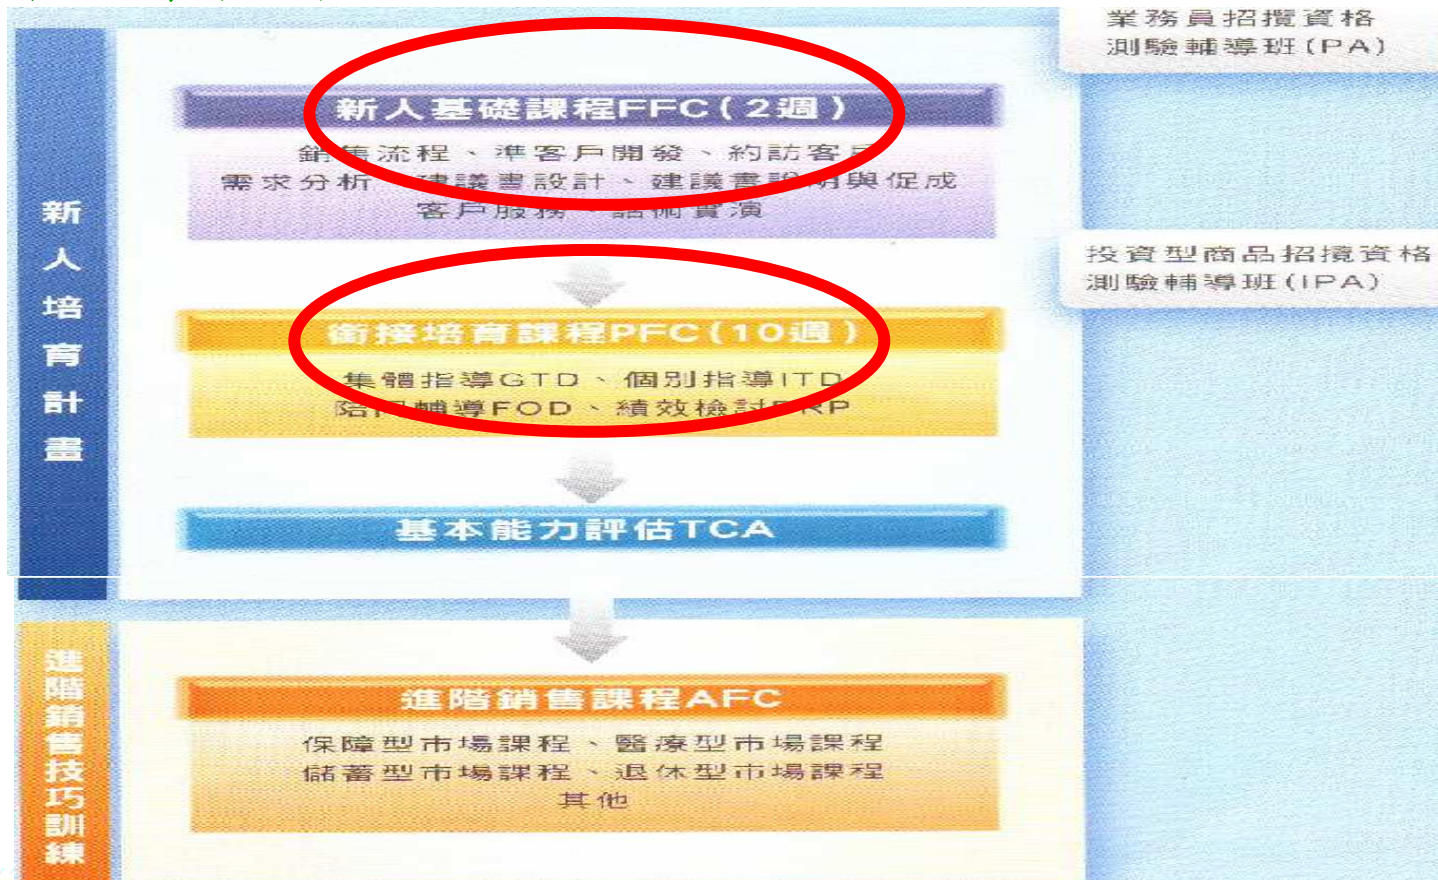 業務員招攬資格
測驗輔導班(PA)
新人培育計畫
新人基礎課程FFC(2週)
銷售流程、準客戶開發、約訪客戶
需求分析、建議書設計、建議書說明與促成
客戶服務、話術實演
投資型商品招攬資格
測驗輔導班(IPA)
銜接培育課程PFC(10週)
集體指導GTD、個別指導ITD
陪同輔導FOD、績效檢討PRP
基本能力評估TCA
進階銷售技巧訓練
進階銷售課程AFC
保障型市場課程、醫療型市場課程
儲蓄型市場課程、退休型市場課程
其他